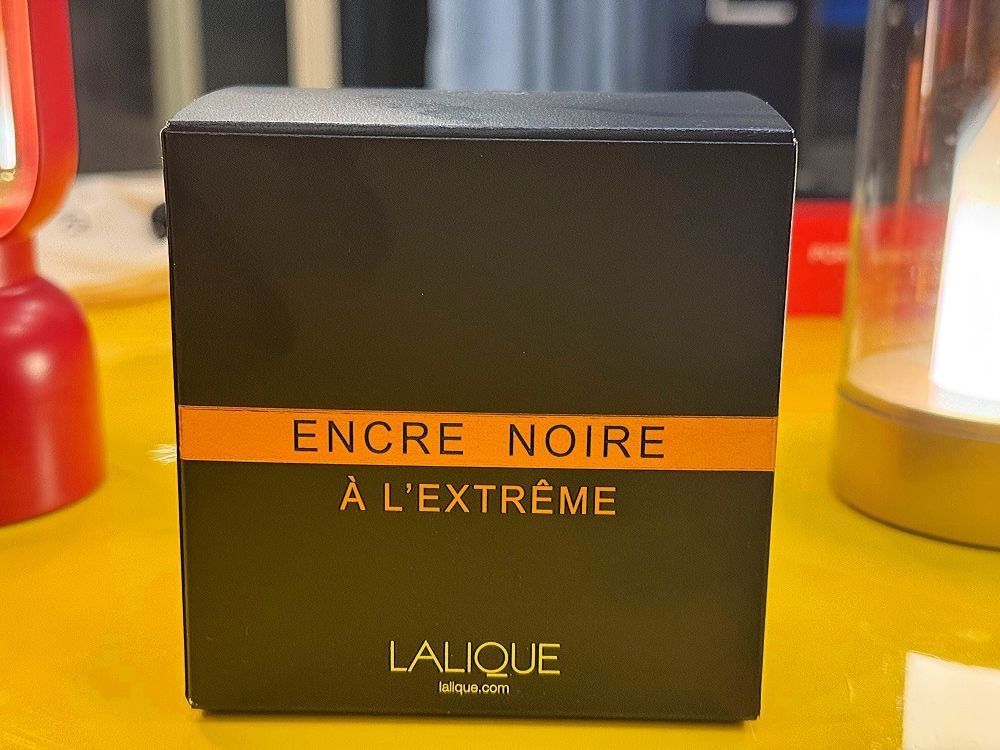 ENCRE NOIRE
À L'EXTRÊME
LALIQUE
lalique.com